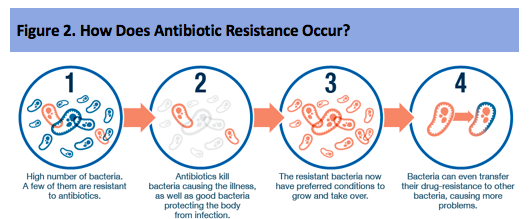 Figure 2. How Does Antibiotic Resistance Occur?
1
High number of bacteria.
A few of them are resistant
to antibiotics.
2
Antibiotics kill
bacteria causing the illness,
as well as good bacteria
protecting the body
from infection.
3
The resistant bacteria now
have preferred conditions to
grow and take over.
4
Bacteria can even transfer
their drug-resistance to other
bacteria, causing more
problems.